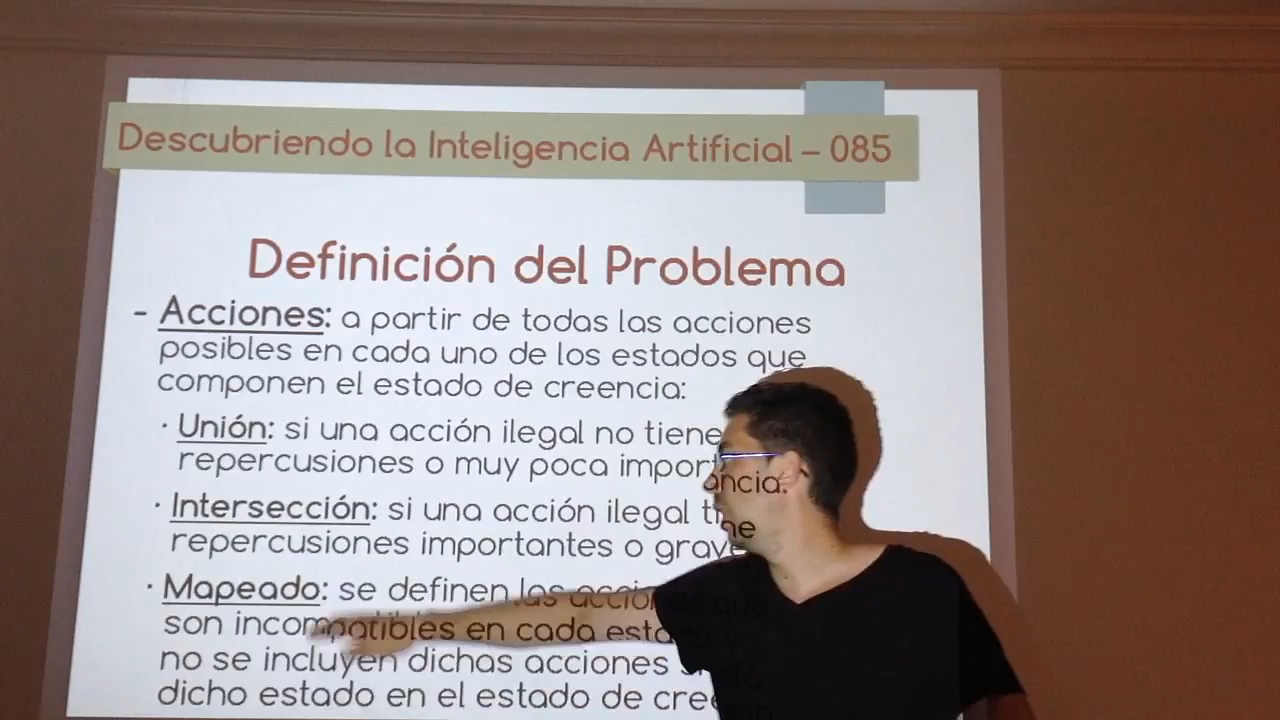 Descubriendo la Inteligencia Artificial – 085
Definición del Problema
- Acciones: a partir de todas las acciones
posibles en cada uno de los estados que
componen el estado de creencia:
· Unión: si una acción ilegal no tiene
repercusiones o muy poca importancia.
· Intersección: si una acción ilegal tiene
repercusiones importantes o graves
· Mapeado: se definen las acciones que
son incompatibles en cada estado y
no se incluyen dichas acciones
dicho estado en el estado de creencia